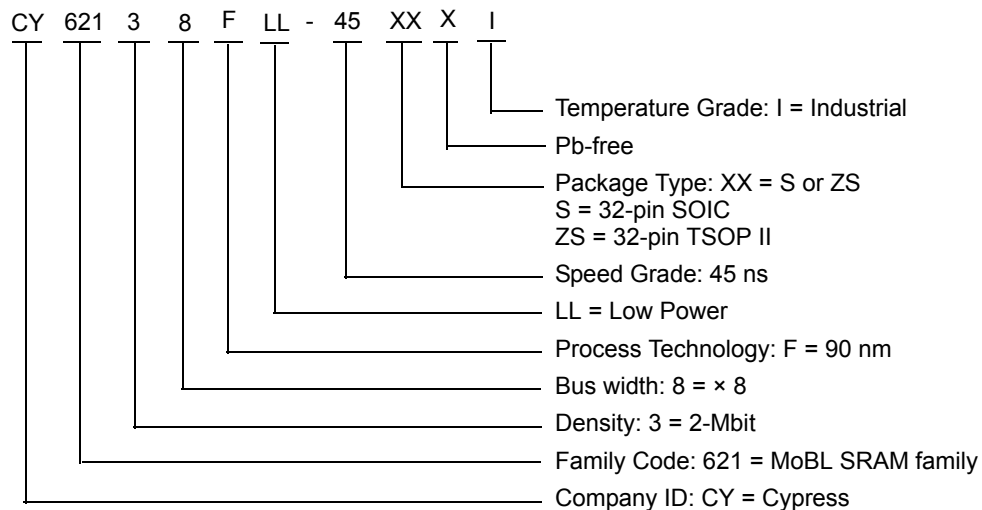 CY 621 3 8 F LL - 45 XX X I
Temperature Grade: I = Industrial
Pb-free
Package Type: XX = S or ZS
S = 32-pin SOIC
ZS = 32-pin TSOP II
Speed Grade: 45 ns
LL = Low Power
Process Technology: F = 90 nm
Bus width: 8 = × 8
Density: 3 = 2-Mbit
Family Code: 621 = MoBL SRAM family
Company ID: CY = Cypress